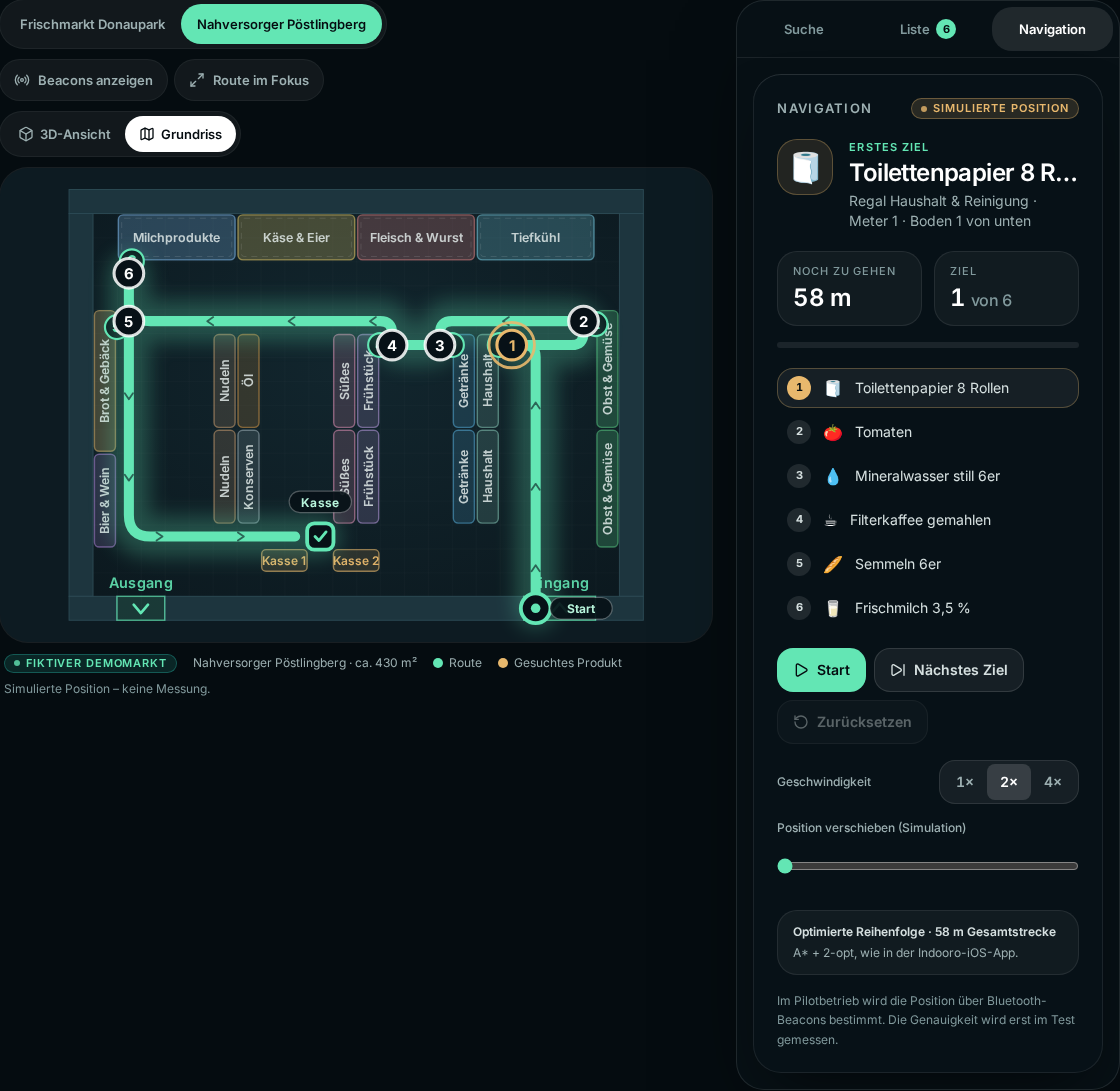 Frischmarkt Donaupark
Nahversorger Pöstlingberg
Beacons anzeigen
Route im Fokus
3D-Ansicht
Grundriss
Milchprodukte
Käse & Eier
Fleisch & Wurst
Tiefkühl
6
5
4
3
1
2
Brot & Gebäck
Nudeln
Öl
Süßes
Frühstück
Getränke
Haushalt
Obst & Gemüse
Bier & Wein
Nudeln
Konserven
Süßes
Frühstück
Getränke
Haushalt
Obst & Gemüse
Kasse
Kasse 1
Kasse 2
Ausgang
ingang
Start
FIKTIVER DEMOMARKT
Nahversorger Pöstlingberg · ca. 430 m²
Route
Gesuchtes Produkt
Simulierte Position – keine Messung.
Suche
Liste 6
Navigation
NAVIGATION
SIMULIERTE POSITION
ERSTES ZIEL
Toilettenpapier 8 R…
Regal Haushalt & Reinigung ·
Meter 1 · Boden 1 von unten
NOCH ZU GEHEN
58 m
ZIEL
1 von 6
1 Toilettenpapier 8 Rollen
2 Tomaten
3 Mineralwasser still 6er
4 Filterkaffee gemahlen
5 Semmeln 6er
6 Frischmilch 3,5 %
Start
Nächstes Ziel
Zurücksetzen
Geschwindigkeit
1×
2×
4×
Position verschieben (Simulation)
Optimierte Reihenfolge · 58 m Gesamtstrecke
A* + 2-opt, wie in der Indooro-iOS-App.
Im Pilotbetrieb wird die Position über Bluetooth-
Beacons bestimmt. Die Genauigkeit wird erst im Test
gemessen.